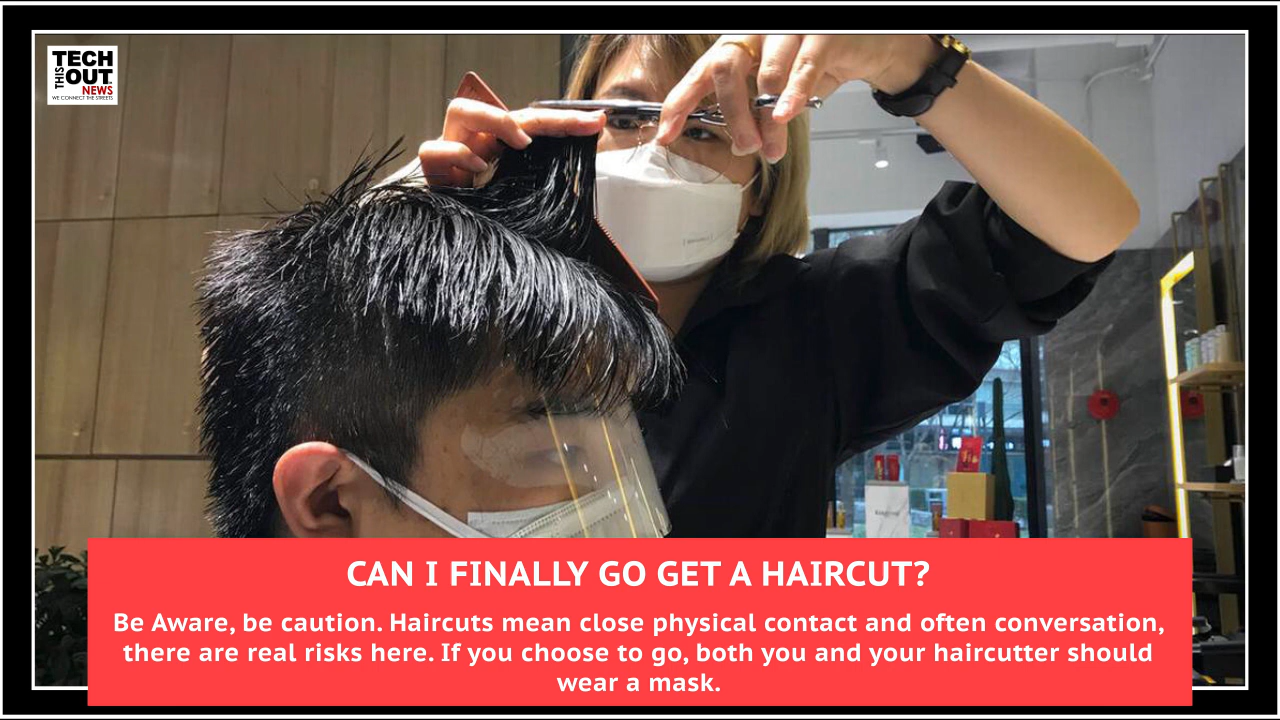 TECH
THIS
OUT
NEWS
WE CONNECT THE STREETS
CAN I FINALLY GO GET A HAIRCUT?
Be Aware, be caution. Haircuts mean close physical contact and often conversation,
there are real risks here. If you choose to go, both you and your haircutter should
wear a mask.